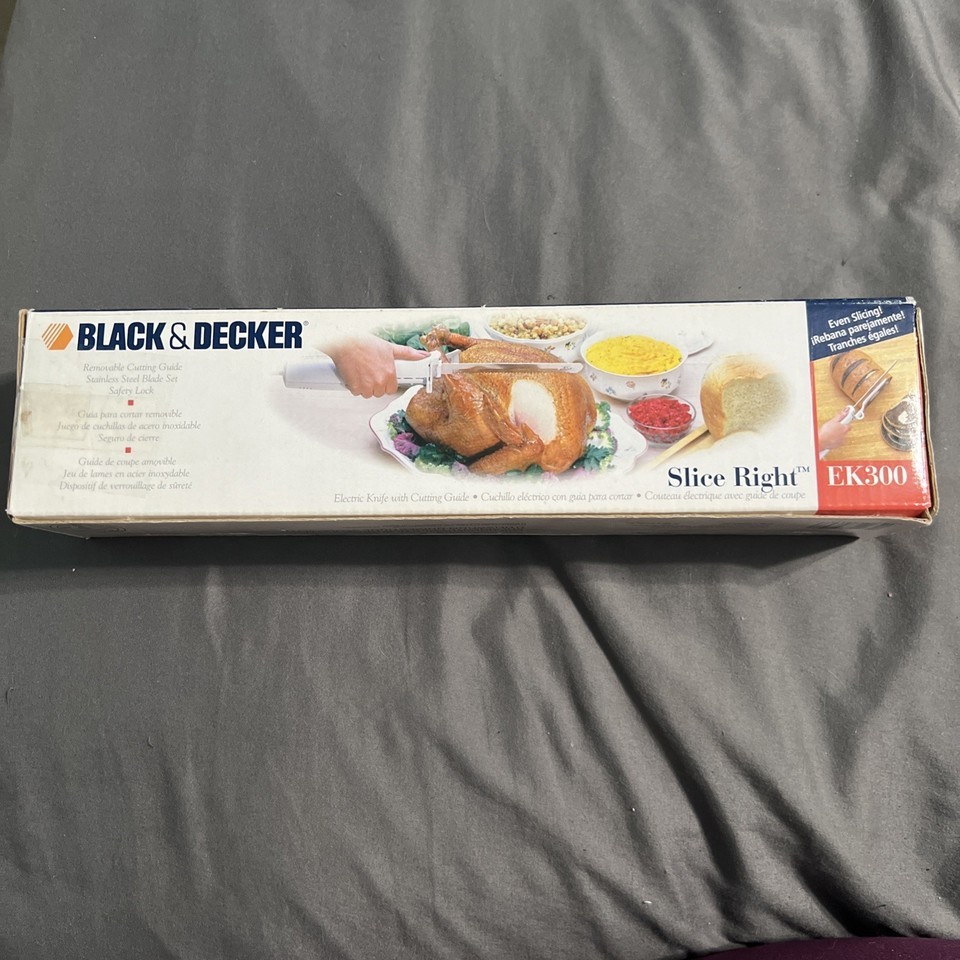 BLACK & DECKER®
Removable Cutting Guide
Stainless Steel Blade Set
Safety Lock
Guía para cortar removible
Juego de cuchillas de acero inoxidable
Seguro de cierre
Guide de coupe amovible
Jeu de lames en acier inoxydable
Dispositif de verrouillage de sûreté
Slice Right™
Electric Knife with Cutting Guide • Cuchillo eléctrico con guía para cortar • Couteau électrique avec guide de coupe
Even Slicing!
¡Rebana parejamente!
Tranches égales!
EK300